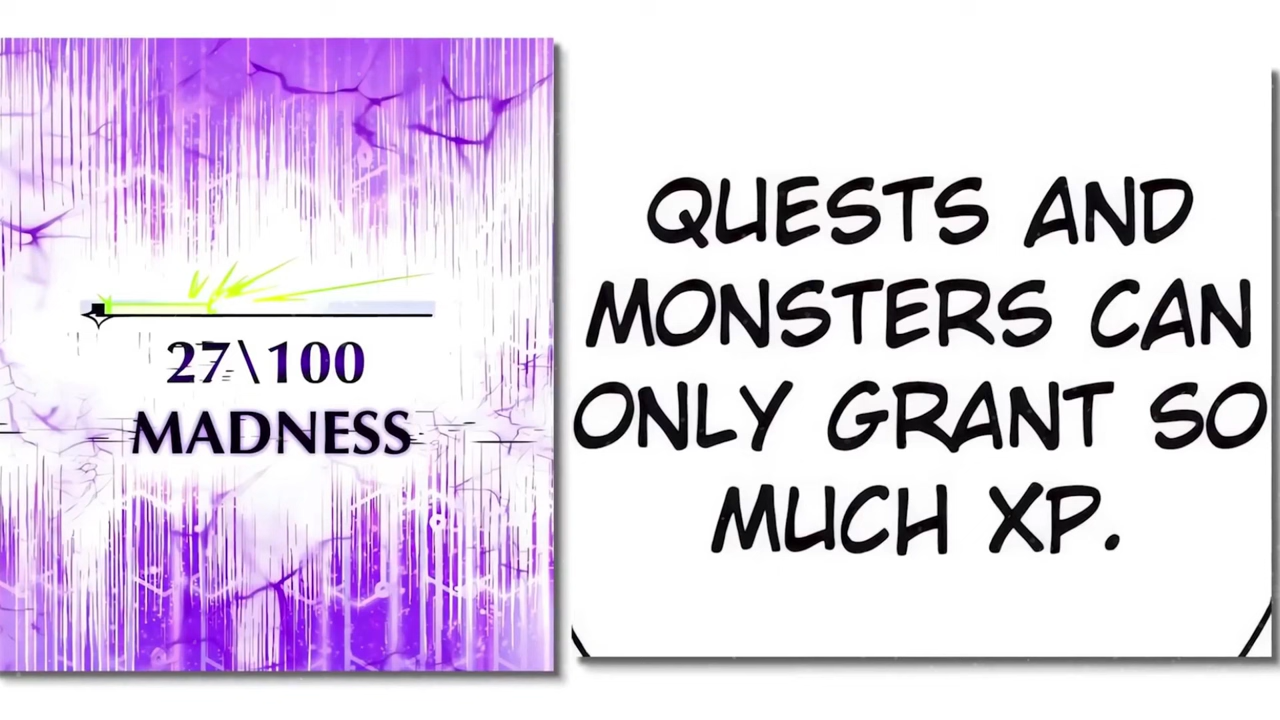 27\100
MADNESS
QUESTS AND
MONSTERS CAN
ONLY GRANT SO
MUCH XP.